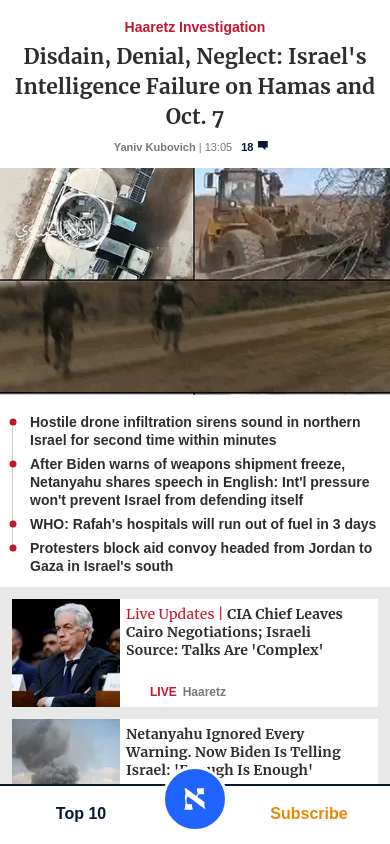 Haaretz Investigation
Disdain, Denial, Neglect: Israel's
Intelligence Failure on Hamas and
Oct. 7
Yaniv Kubovich | 13:05 18
الإعلام العسكري
Hostile drone infiltration sirens sound in northern
Israel for second time within minutes
After Biden warns of weapons shipment freeze,
Netanyahu shares speech in English: Int'l pressure
won't prevent Israel from defending itself
WHO: Rafah's hospitals will run out of fuel in 3 days
Protesters block aid convoy headed from Jordan to
Gaza in Israel's south
Live Updates | CIA Chief Leaves
Cairo Negotiations; Israeli
Source: Talks Are 'Complex'
LIVE Haaretz
Netanyahu Ignored Every
Warning. Now Biden Is Telling
Israel: 'Enough Is Enough'
Top 10
Subscribe